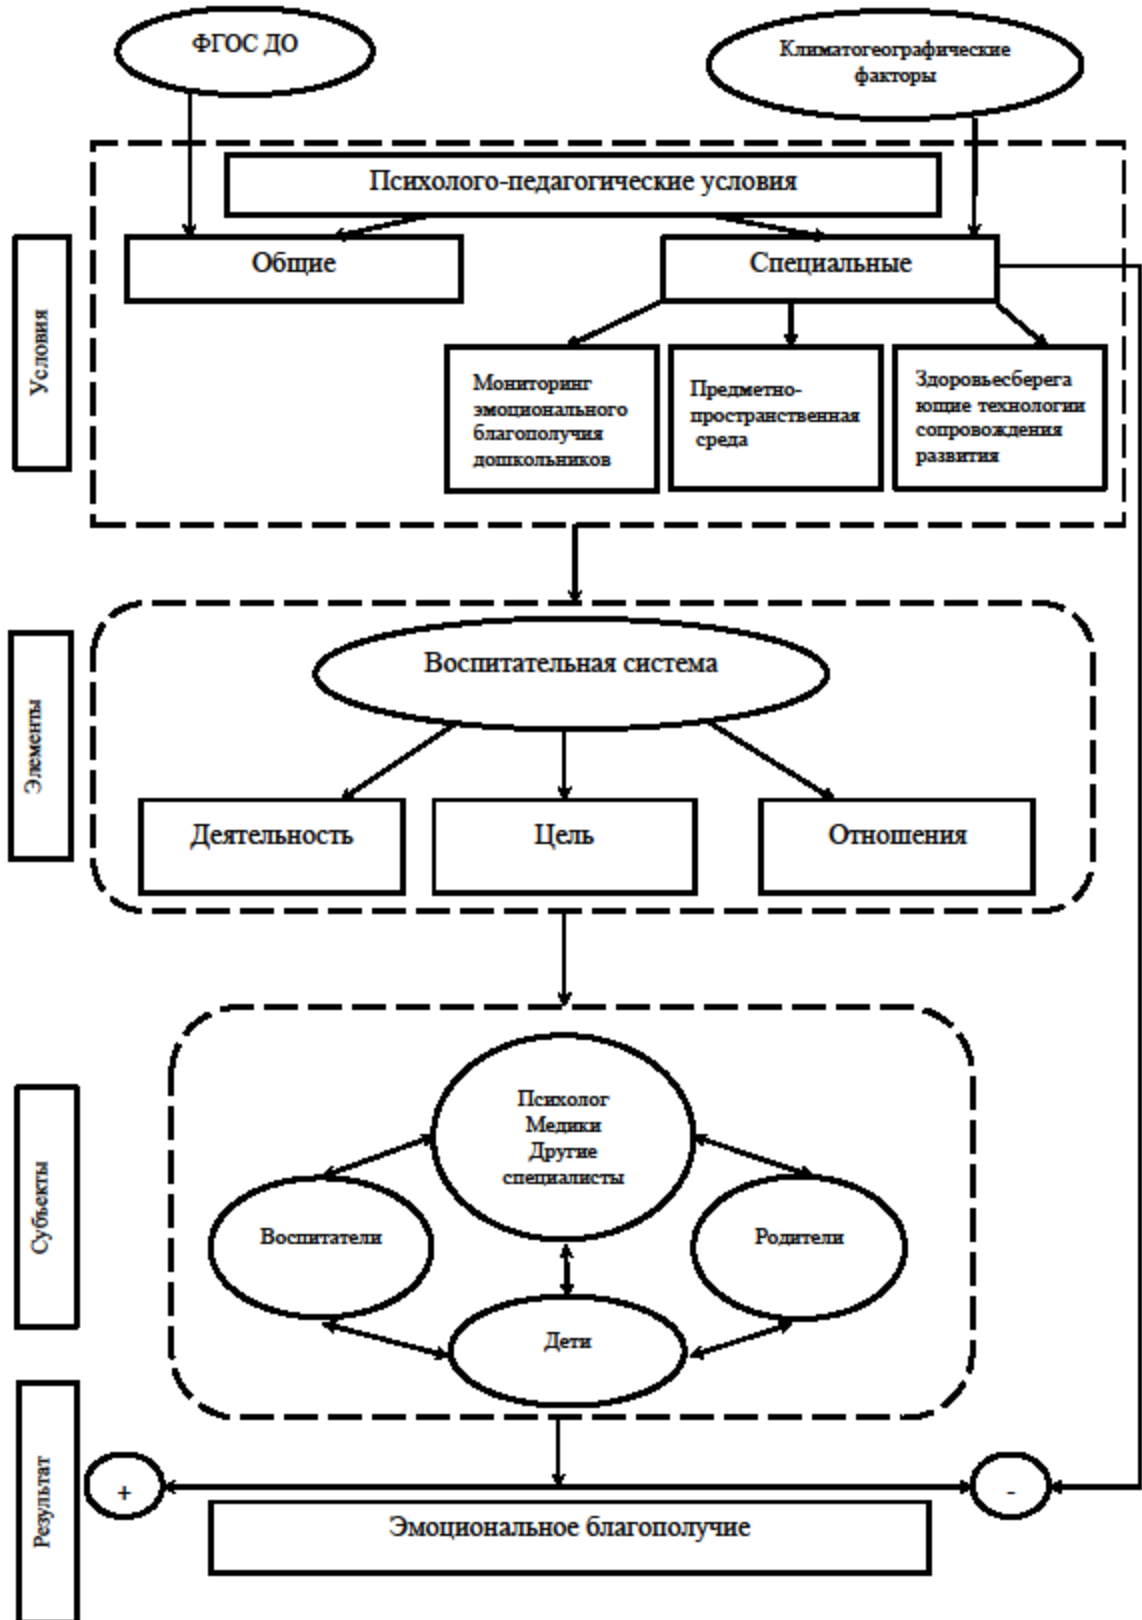 ФГОС ДО
Климатогеографические
факторы
Психолого-педагогические условия
Условия
Общие
Специальные
Мониторинг
эмоционального
благополучия
дошкольников
Предметно-
пространственная
среда
Здоровьесберега
ющие технологии
сопровождения
развития
Элементы
Воспитательная система
Деятельность
Цель
Отношения
Субъекты
Психолог
Медики
Другие
специалисты
Воспитатели
Родители
Дети
Результат
+
-
Эмоциональное благополучие